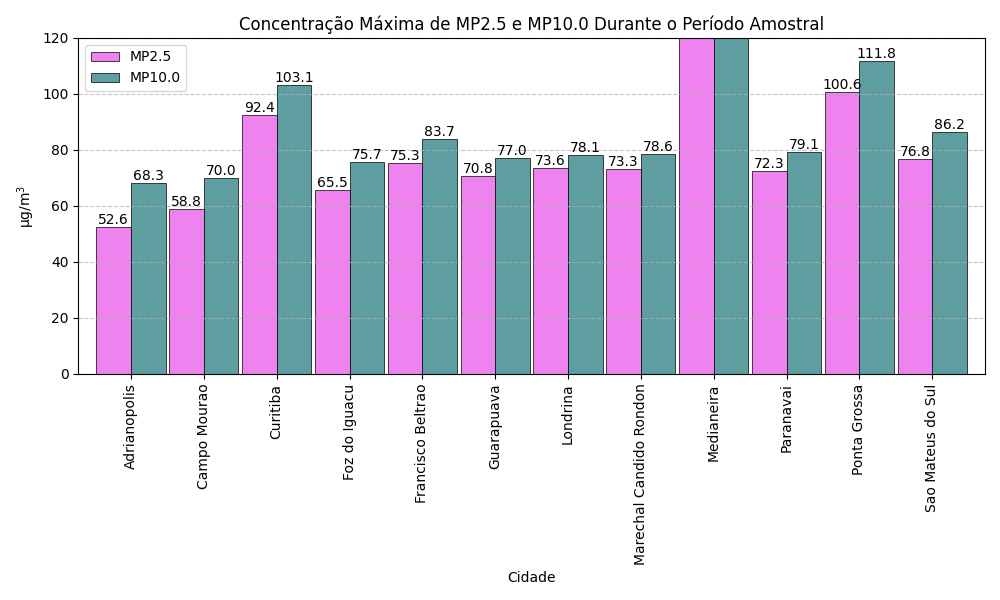 Concentração Máxima de MP2.5 e MP10.0 Durante o Período Amostral
MP2.5
MP10.0
µg/m³
120
100
80
60
40
20
0
52.6
68.3
58.8
70.0
92.4
103.1
65.5
75.7
75.3
83.7
70.8
77.0
73.6
78.1
73.3
78.6
72.3
79.1
100.6
111.8
76.8
86.2
Adrianopolis
Campo Mourao
Curitiba
Foz do Iguacu
Francisco Beltrao
Guarapuava
Londrina
Marechal Candido Rondon
Medianeira
Paranavai
Ponta Grossa
Sao Mateus do Sul
Cidade